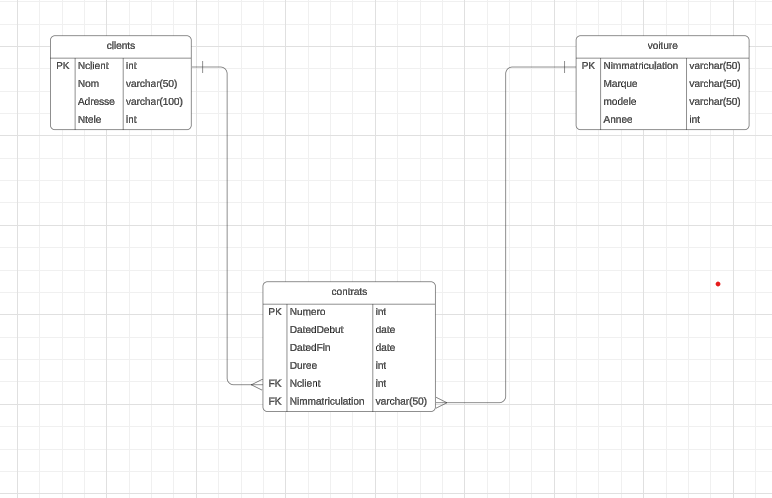 clients
PK Nclient int
Nom varchar(50)
Adresse varchar(100)
Ntele int
voiture
PK Nimmatriculation varchar(50)
Marque varchar(50)
modele varchar(50)
Annee int
contrats
PK Numero int
DatedDebut date
DatedFin date
Duree int
FK Nclient int
FK Nimmatriculation varchar(50)